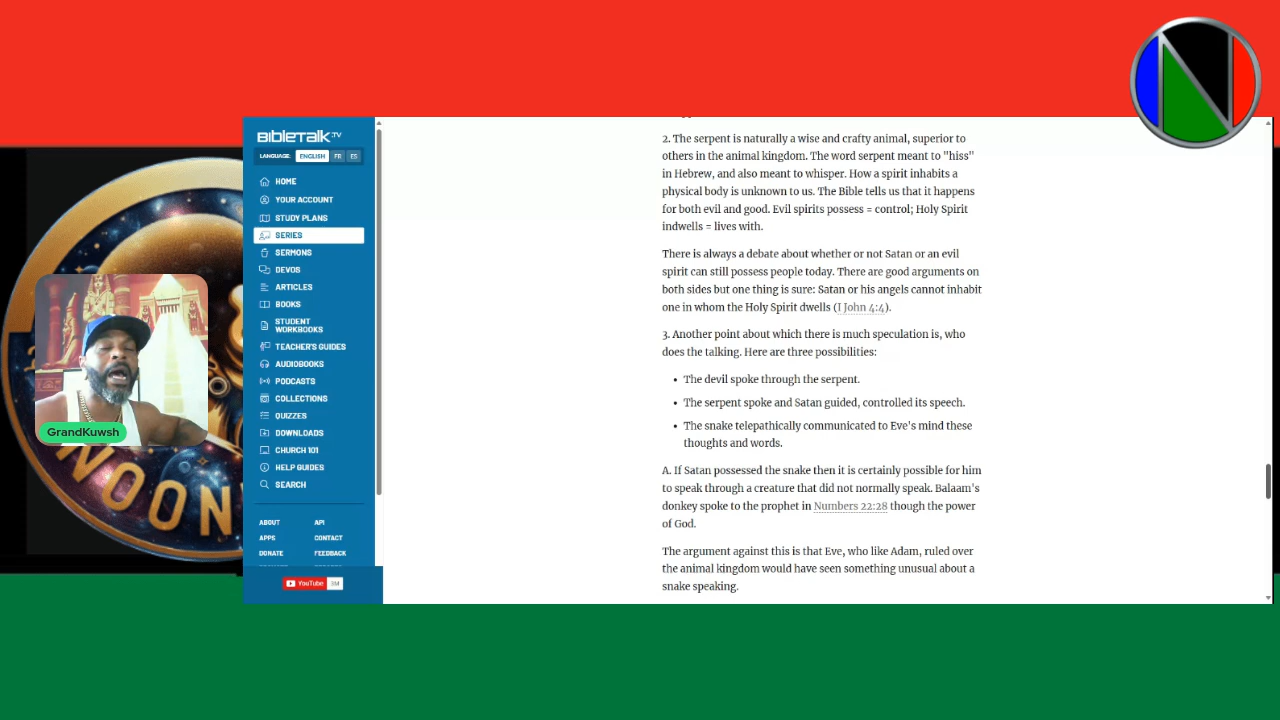 BIBLETALK.TV
LANGUAGE: ENGLISH FR ES
HOME
YOUR ACCOUNT
STUDY PLANS
SERIES
SERMONS
DEVOS
ARTICLES
BOOKS
STUDENT
WORKBOOKS
TEACHER'S GUIDES
AUDIOBOOKS
PODCASTS
COLLECTIONS
QUIZZES
DOWNLOADS
CHURCH 101
HELP GUIDES
SEARCH
ABOUT API
APPS CONTACT
DONATE FEEDBACK
YouTube
2. The serpent is naturally a wise and crafty animal, superior to
others in the animal kingdom. The word serpent meant to "hiss"
in Hebrew, and also meant to whisper. How a spirit inhabits a
physical body is unknown to us. The Bible tells us that it happens
for both evil and good. Evil spirits possess = control; Holy Spirit
indwells = lives with.
There is always a debate about whether or not Satan or an evil
spirit can still possess people today. There are good arguments on
both sides but one thing is sure: Satan or his angels cannot inhabit
one in whom the Holy Spirit dwells (I John 4:4).
3. Another point about which there is much speculation is, who
does the talking. Here are three possibilities:
• The devil spoke through the serpent.
• The serpent spoke and Satan guided, controlled its speech.
• The snake telepathically communicated to Eve's mind these
thoughts and words.
A. If Satan possessed the snake then it is certainly possible for him
to speak through a creature that did not normally speak. Balaam's
donkey spoke to the prophet in Numbers 22:28 though the power
of God.
The argument against this is that Eve, who like Adam, ruled over
the animal kingdom would have seen something unusual about a
snake speaking.
GrandKuwsh
NOON
N